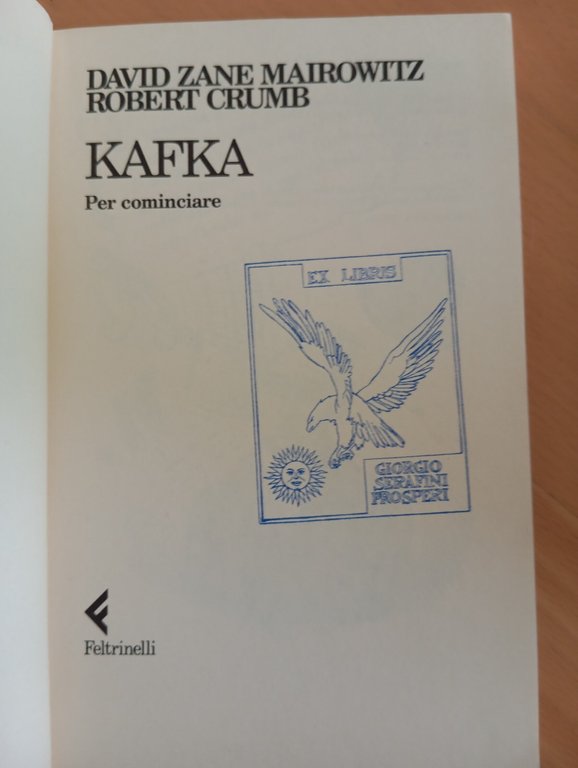 DAVID ZANE MAIROWITZ
ROBERT CRUMB
KAFKA
Per cominciare
EX LIBRIS
GIORGIO
SERAFINI
PROSPERI
Feltrinelli